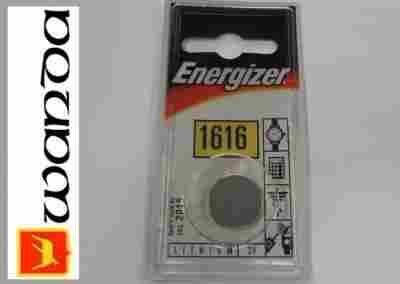 WANDA
Energizer
1616
LITHIUM 3V